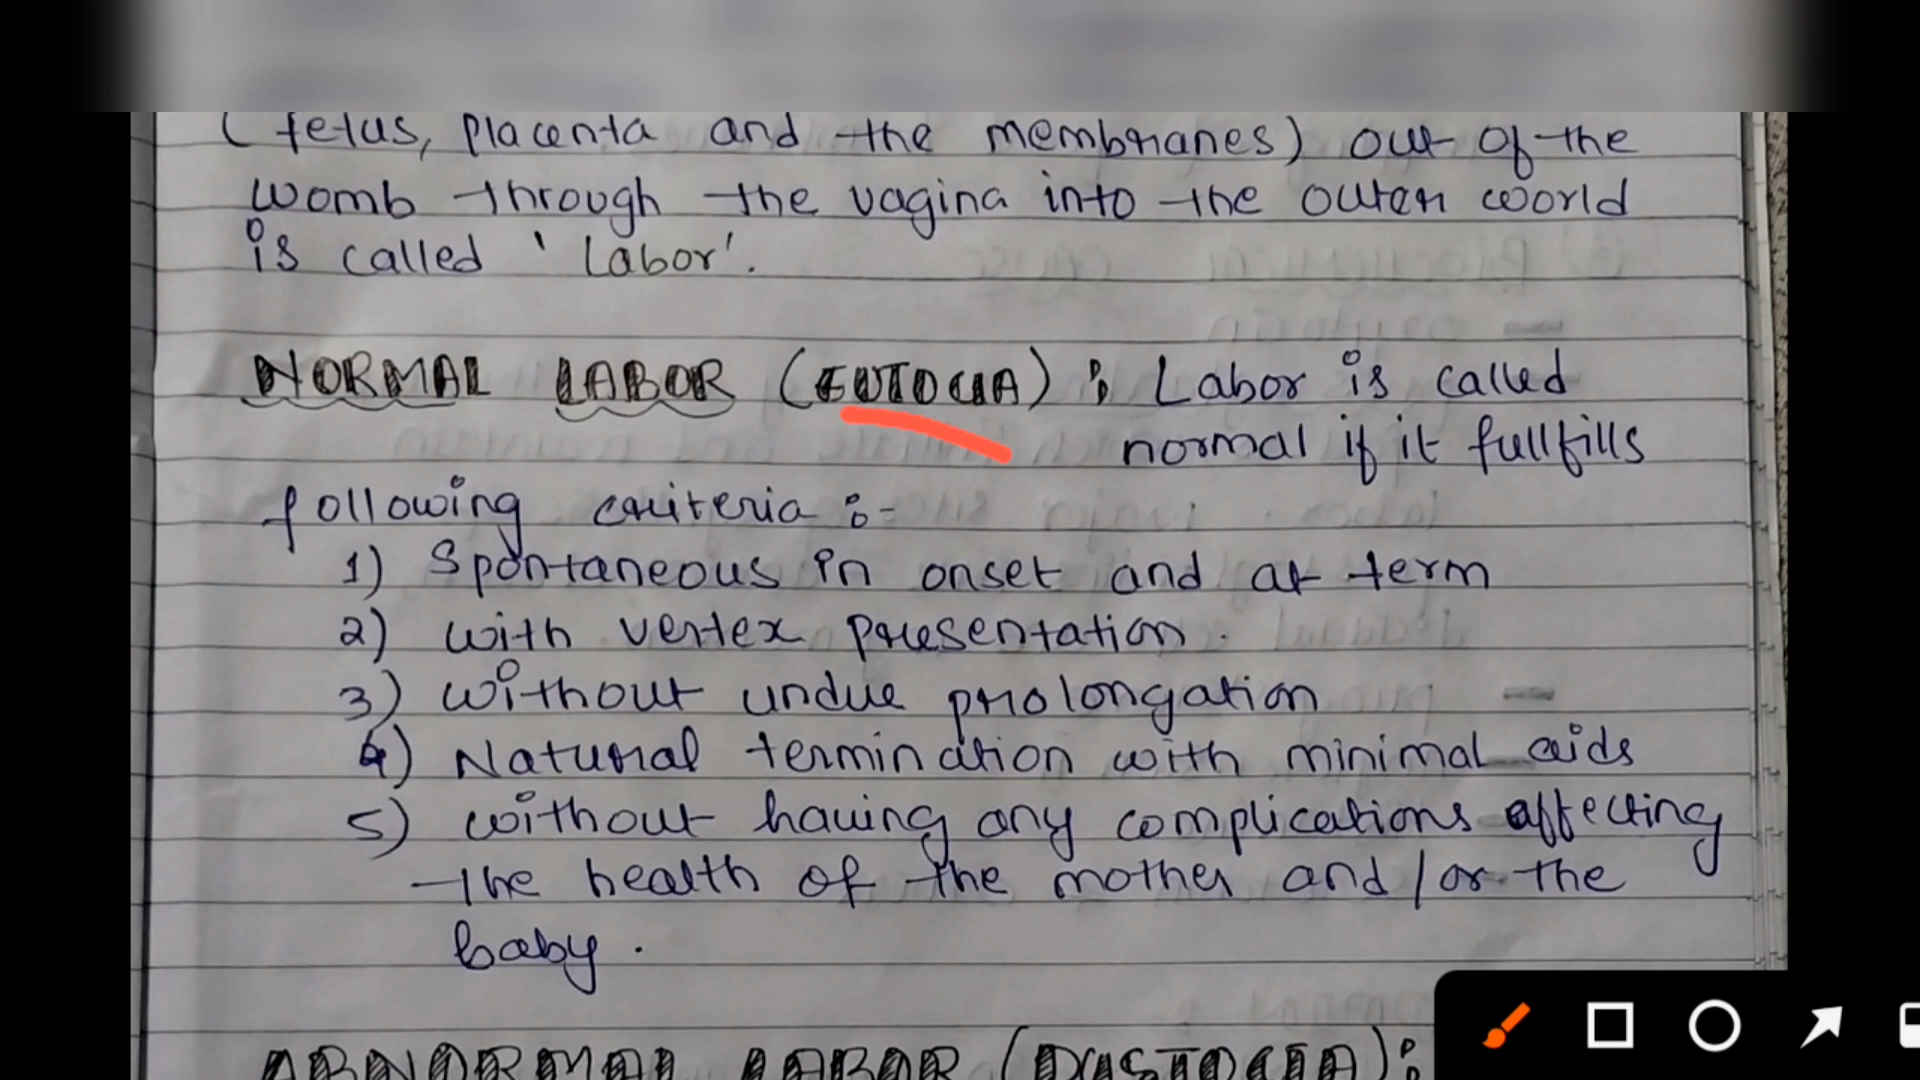 (fetus, placenta and the membranes) out of the
womb through the vagina into the outer world
is called 'Labor'.
NORMAL LABOR (EUTOCIA) : Labor is called
normal if it fullfills
following criteria :-
1) Spontaneous in onset and at term
2) with vertex presentation.
3) without undue prolongation
4) Natural termination with minimal aids
5) without having any complications affecting
the health of the mother and/or the
baby.
ABNORMAL LABOR (DYSTOCIA):